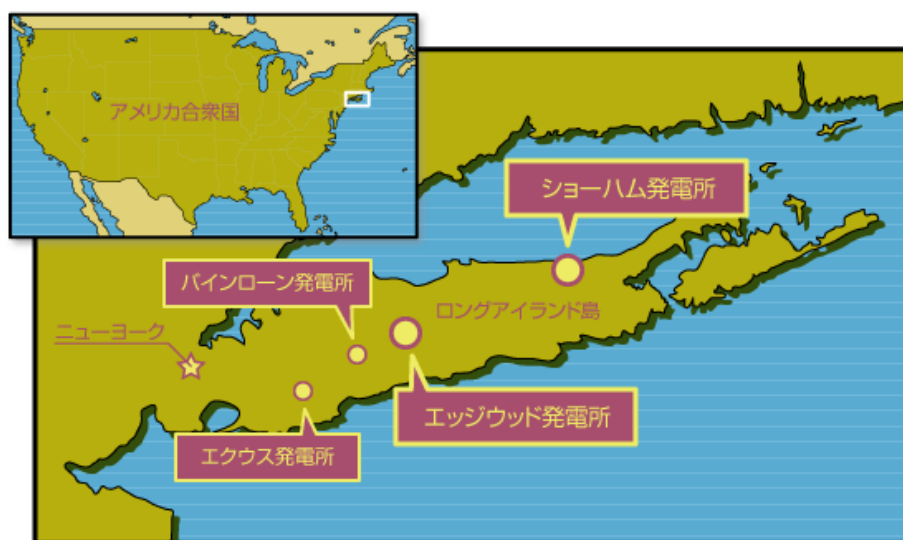 アメリカ合衆国
ショーハム発電所
パインローン発電所
ロングアイランド島
ニューヨーク
エッジウッド発電所
エクウス発電所